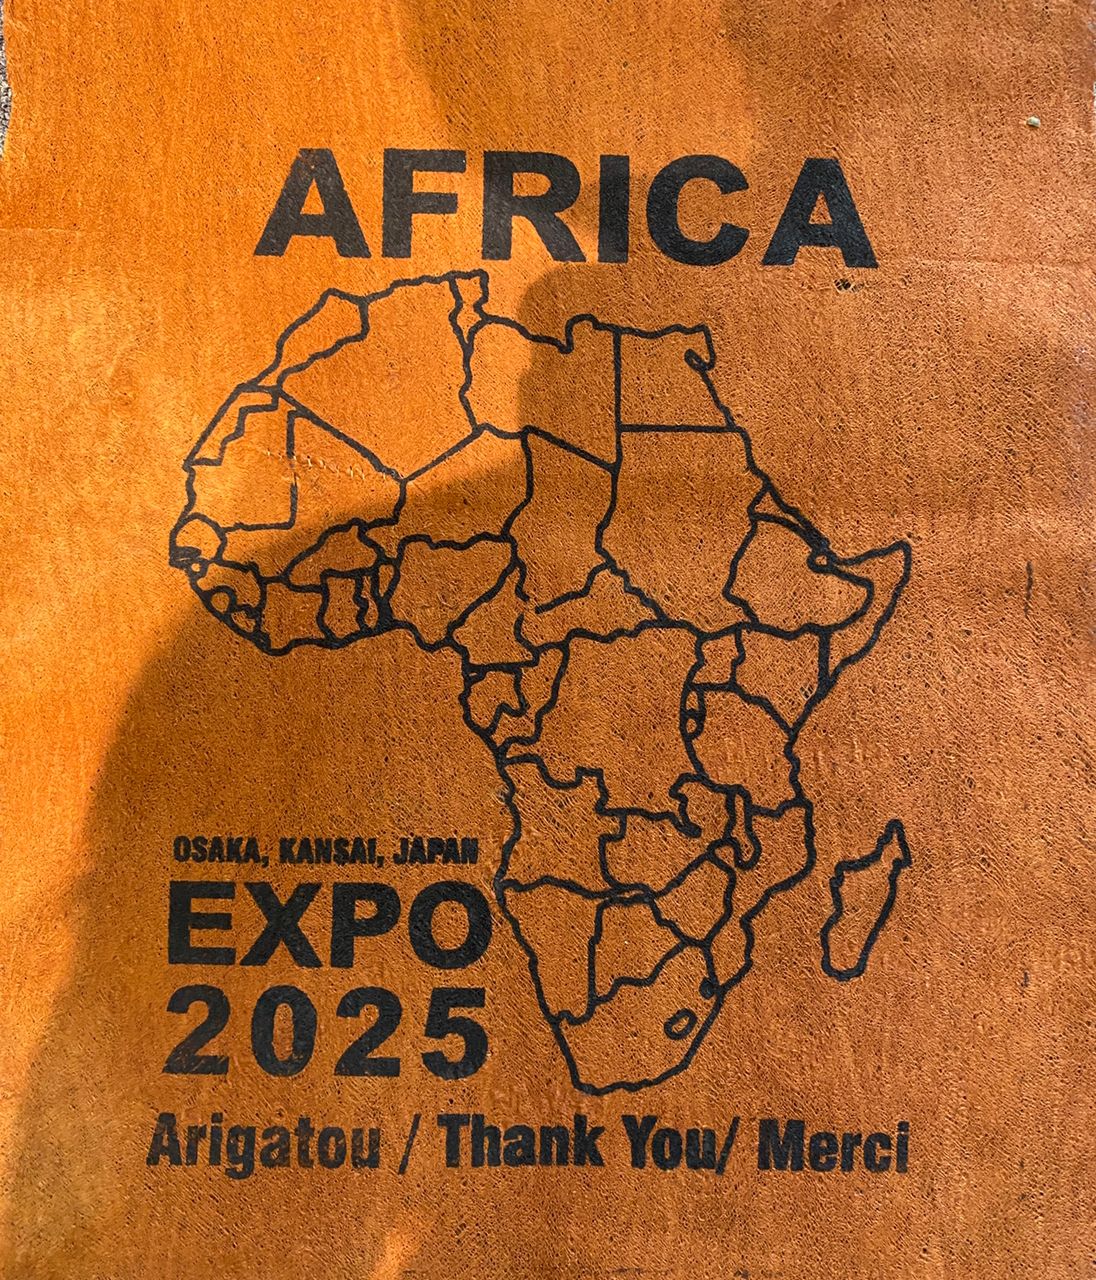 AFRICA
OSAKA, KANSAI, JAPAN
EXPO
2025
Arigatou / Thank You/ Merci